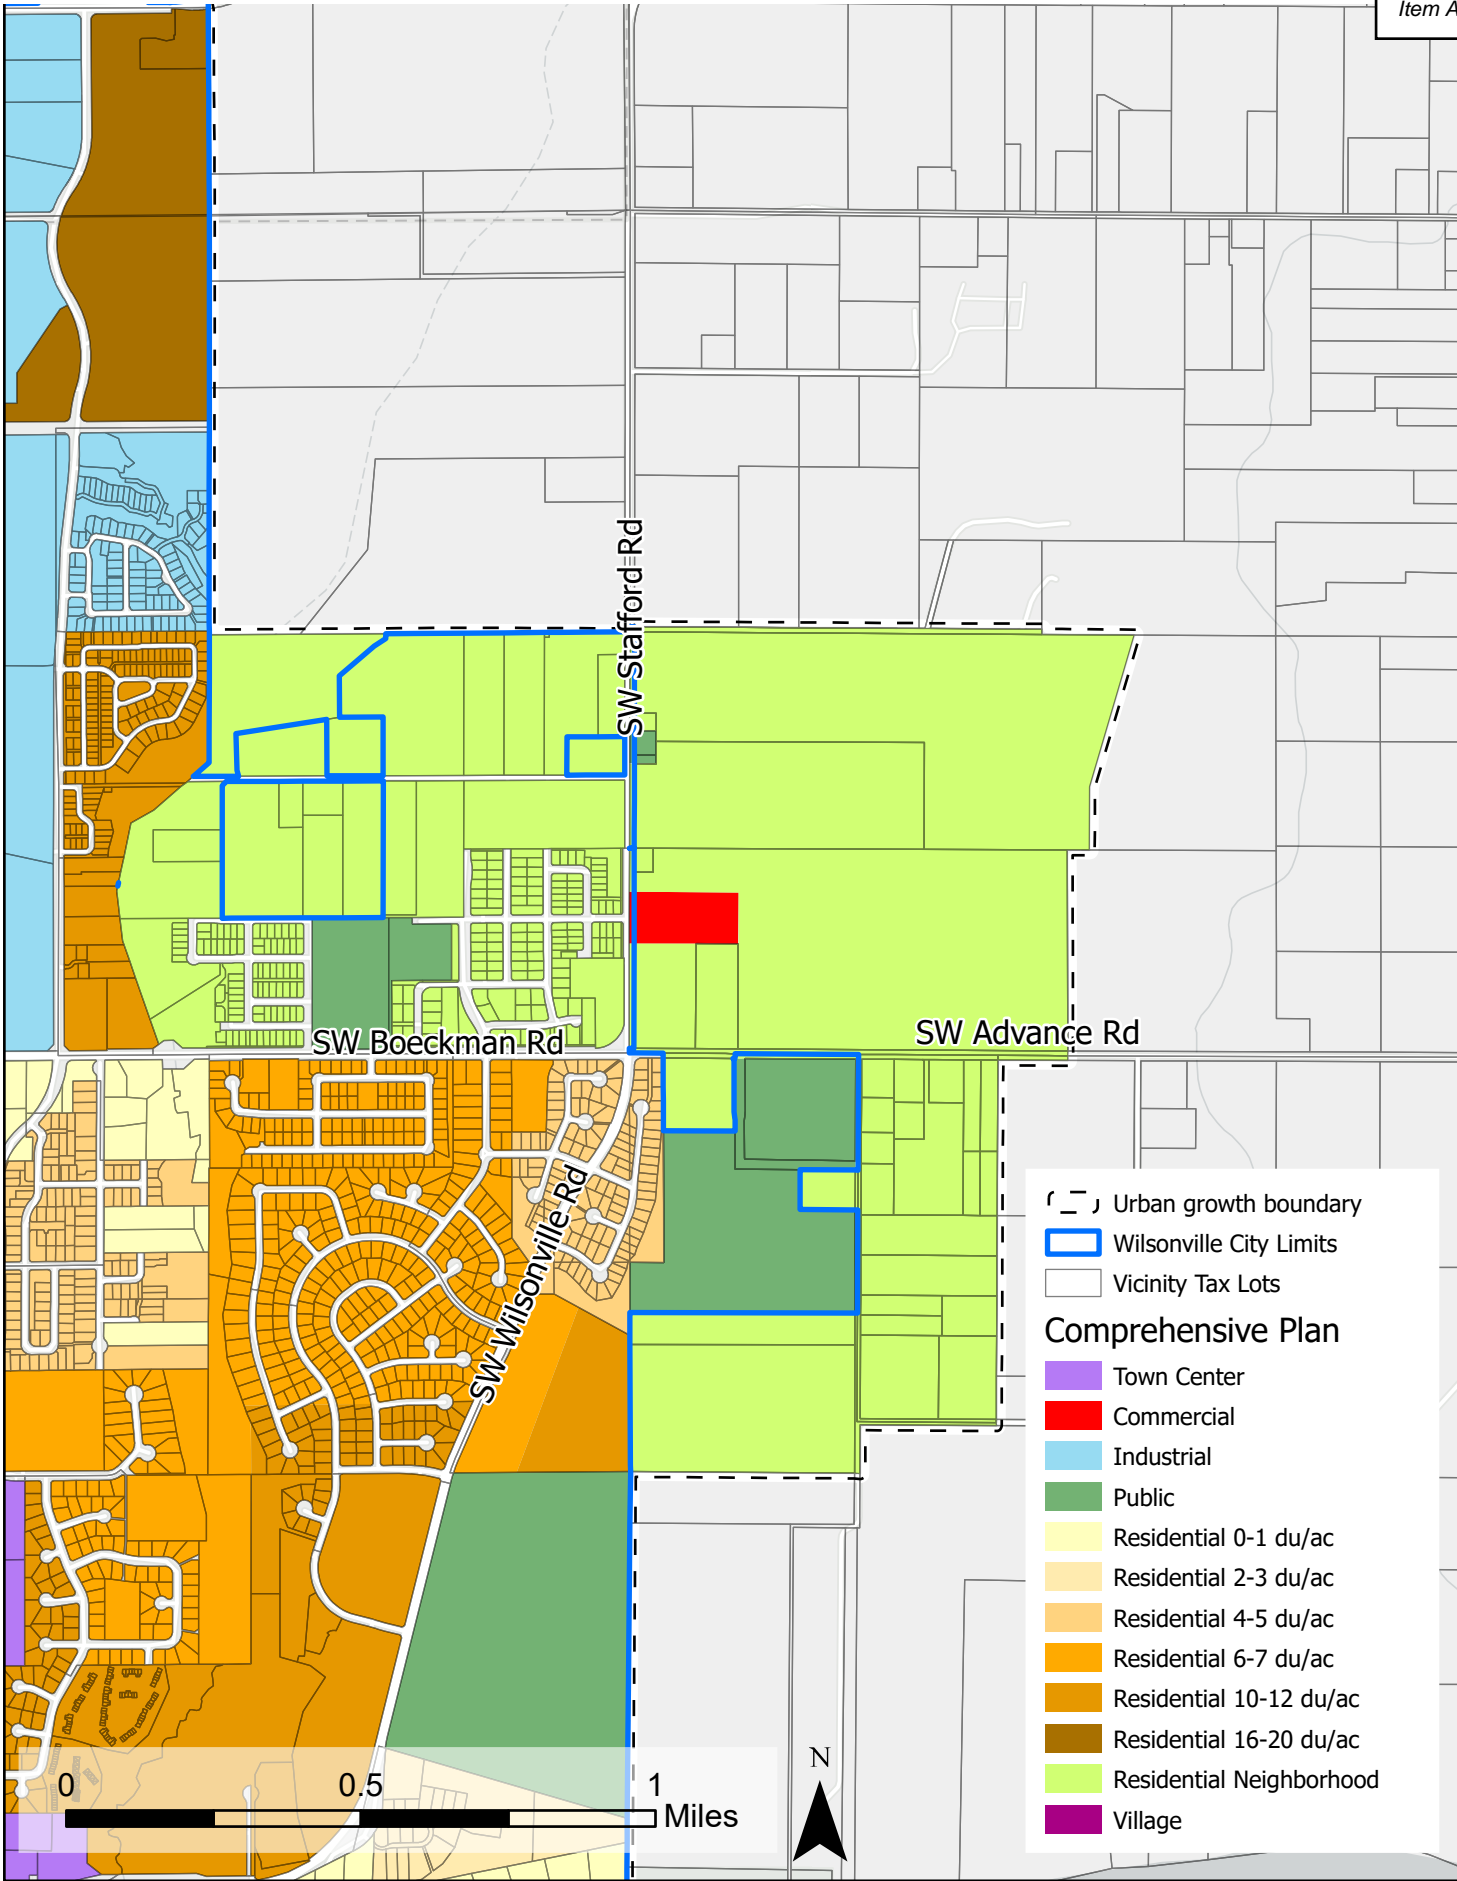 Item A
SW Stafford Rd
SW Boeckman Rd
SW Advance Rd
SW Wilsonville Rd
Urban growth boundary
Wilsonville City Limits
Vicinity Tax Lots
Comprehensive Plan
Town Center
Commercial
Industrial
Public
Residential 0-1 du/ac
Residential 2-3 du/ac
Residential 4-5 du/ac
Residential 6-7 du/ac
Residential 10-12 du/ac
Residential 16-20 du/ac
Residential Neighborhood
Village
N
0 0.5 1
Miles